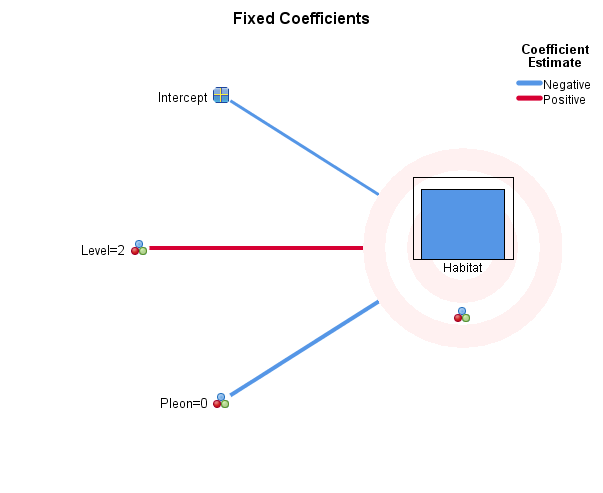 Fixed Coefficients
Coefficient
Estimate
Negative
Positive
Intercept
Level=2
Habitat
Pleon=0